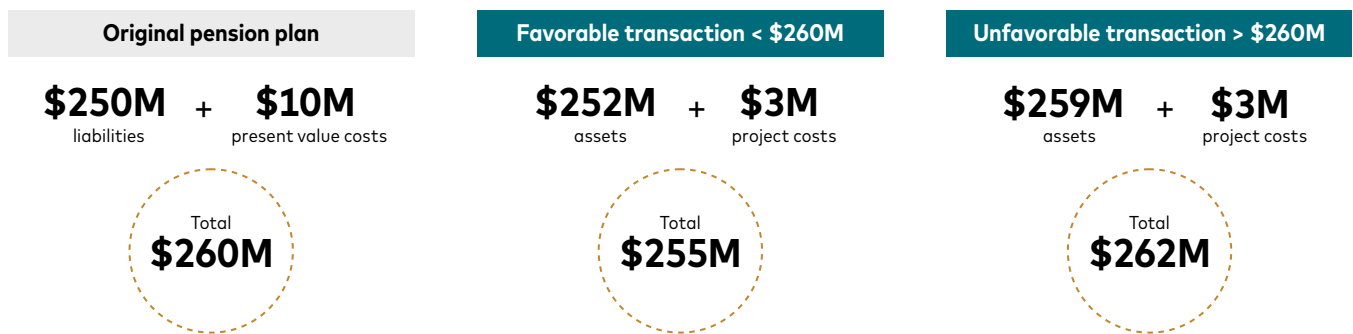 Original pension plan
$250M + $10M
liabilities present value costs
Total
$260M
Favorable transaction < $260M
$252M + $3M
assets project costs
Total
$255M
Unfavorable transaction > $260M
$259M + $3M
assets project costs
Total
$262M